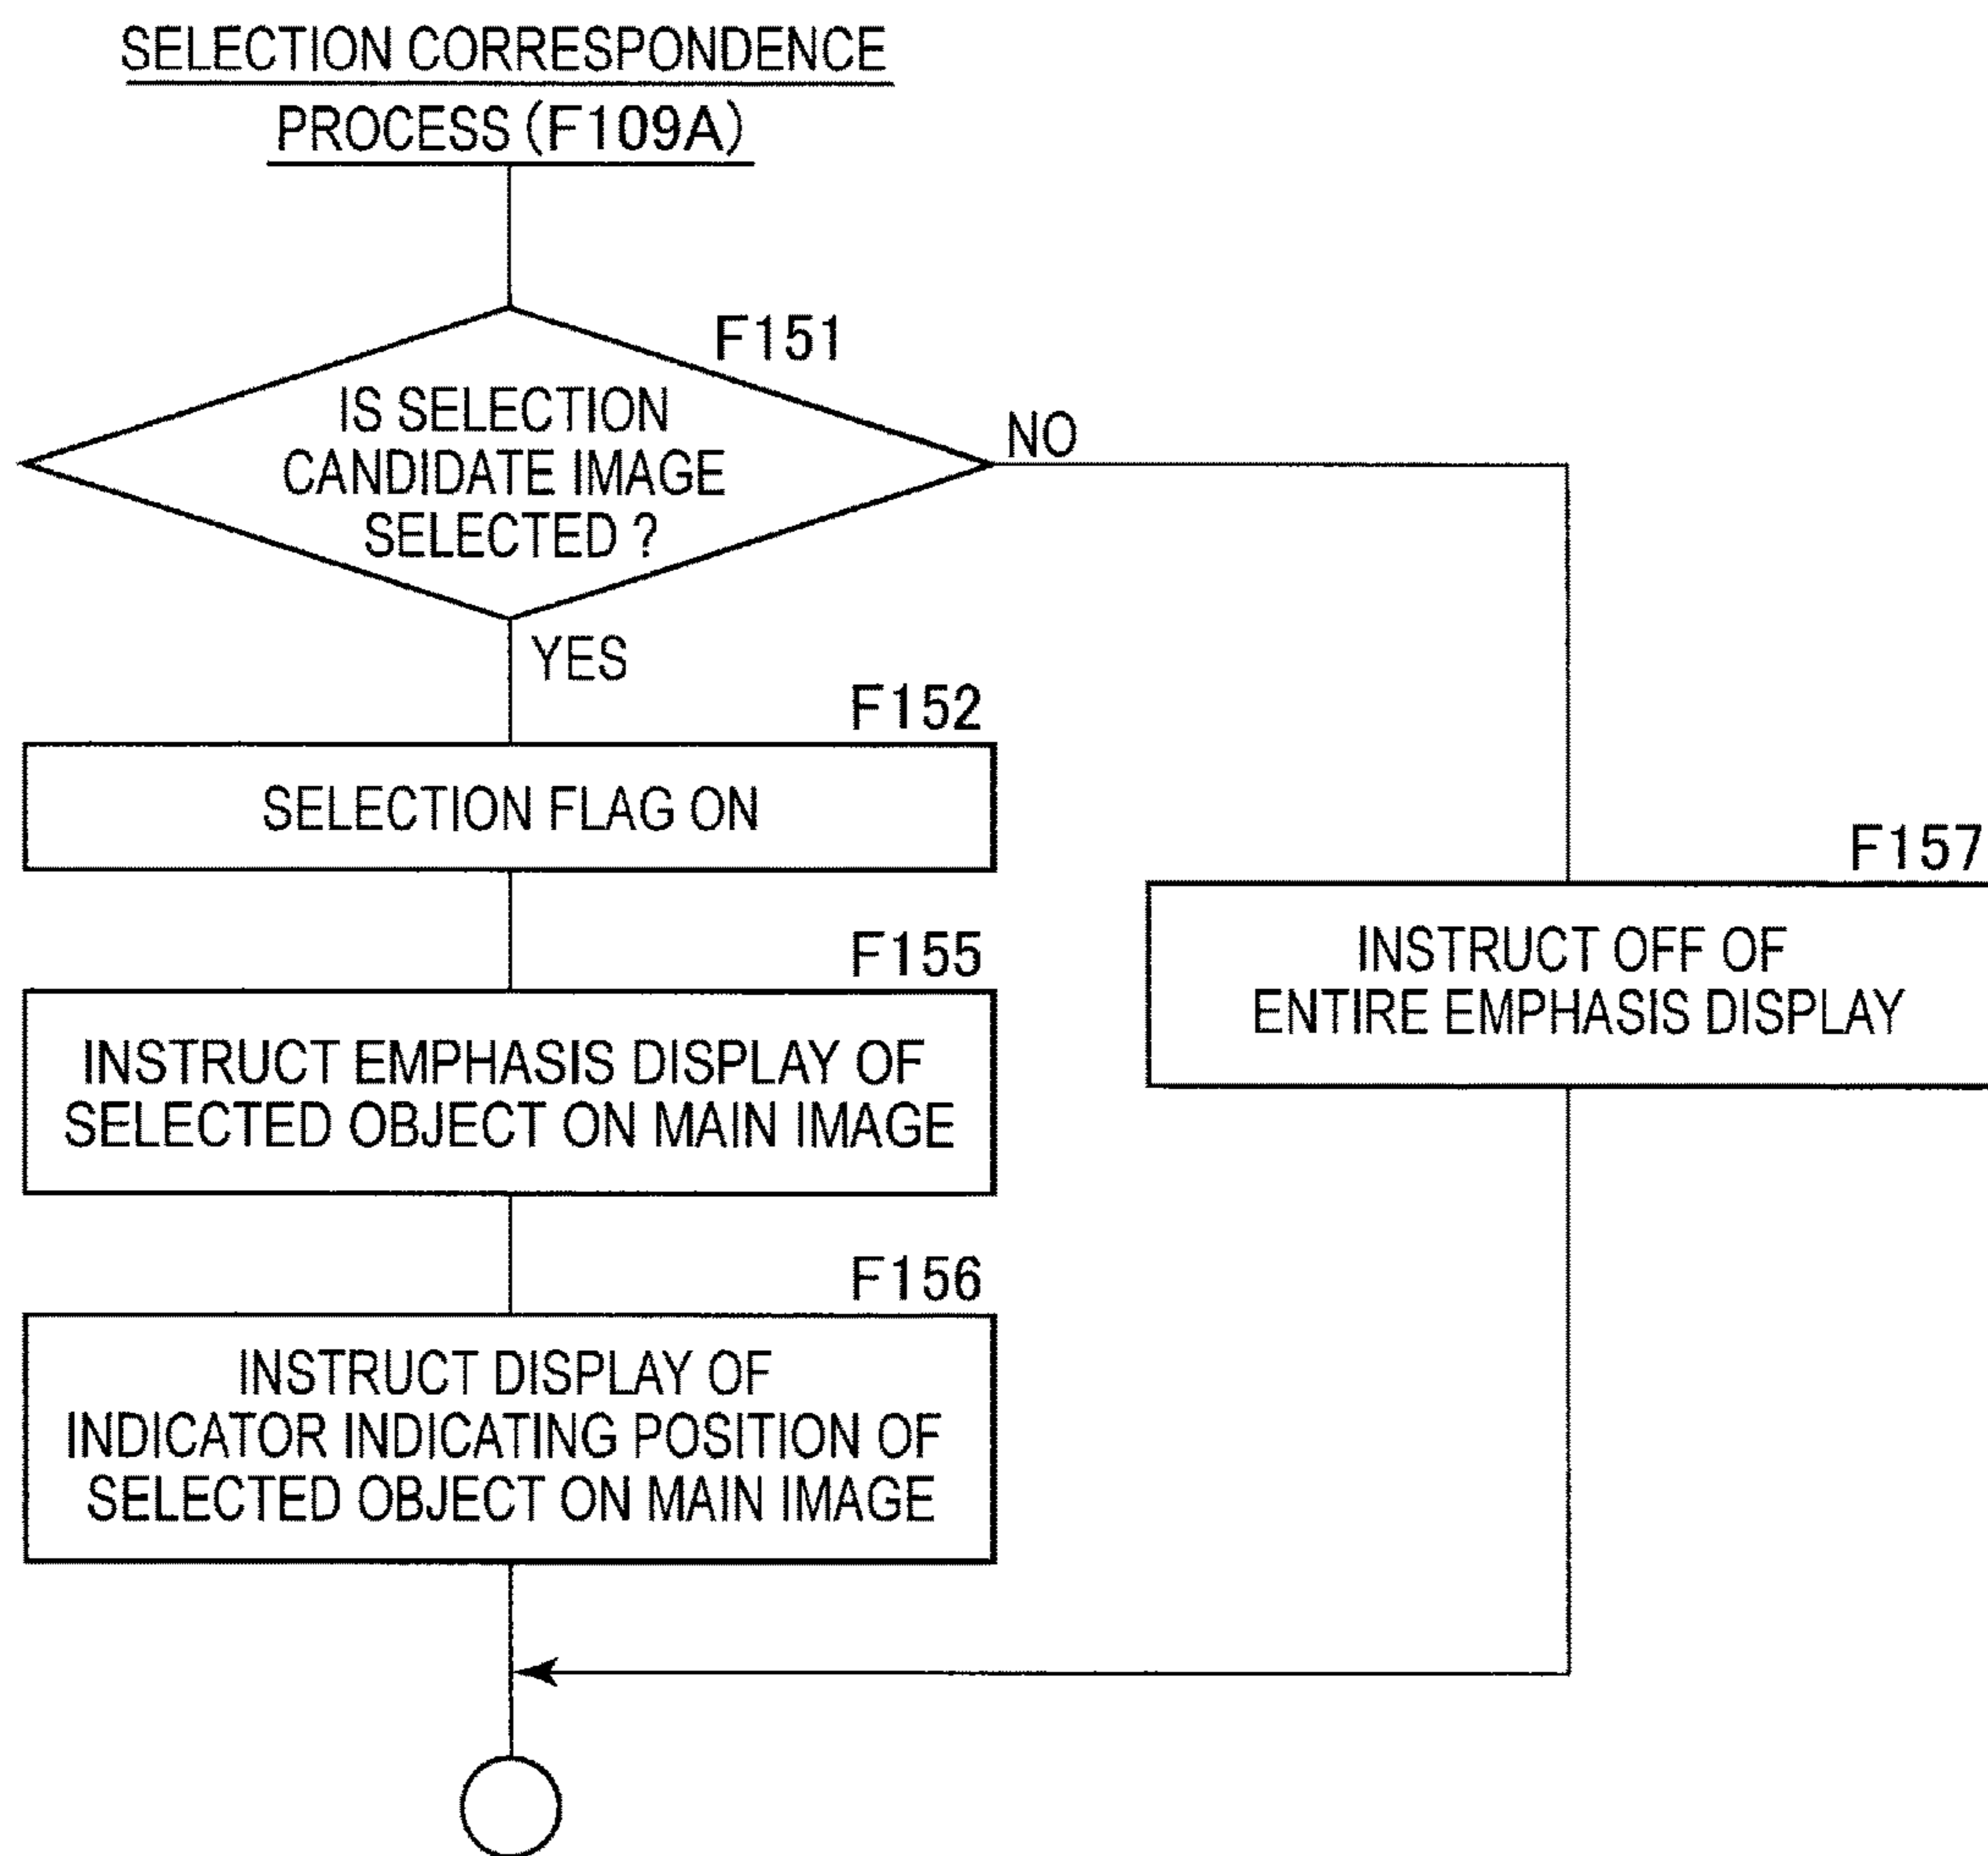 SELECTION CORRESPONDENCE
PROCESS (F109A)
F151
IS SELECTION
CANDIDATE IMAGE
SELECTED ?
NO
YES
F152
SELECTION FLAG ON
F155
INSTRUCT EMPHASIS DISPLAY OF
SELECTED OBJECT ON MAIN IMAGE
F156
INSTRUCT DISPLAY OF
INDICATOR INDICATING POSITION OF
SELECTED OBJECT ON MAIN IMAGE
F157
INSTRUCT OFF OF
ENTIRE EMPHASIS DISPLAY